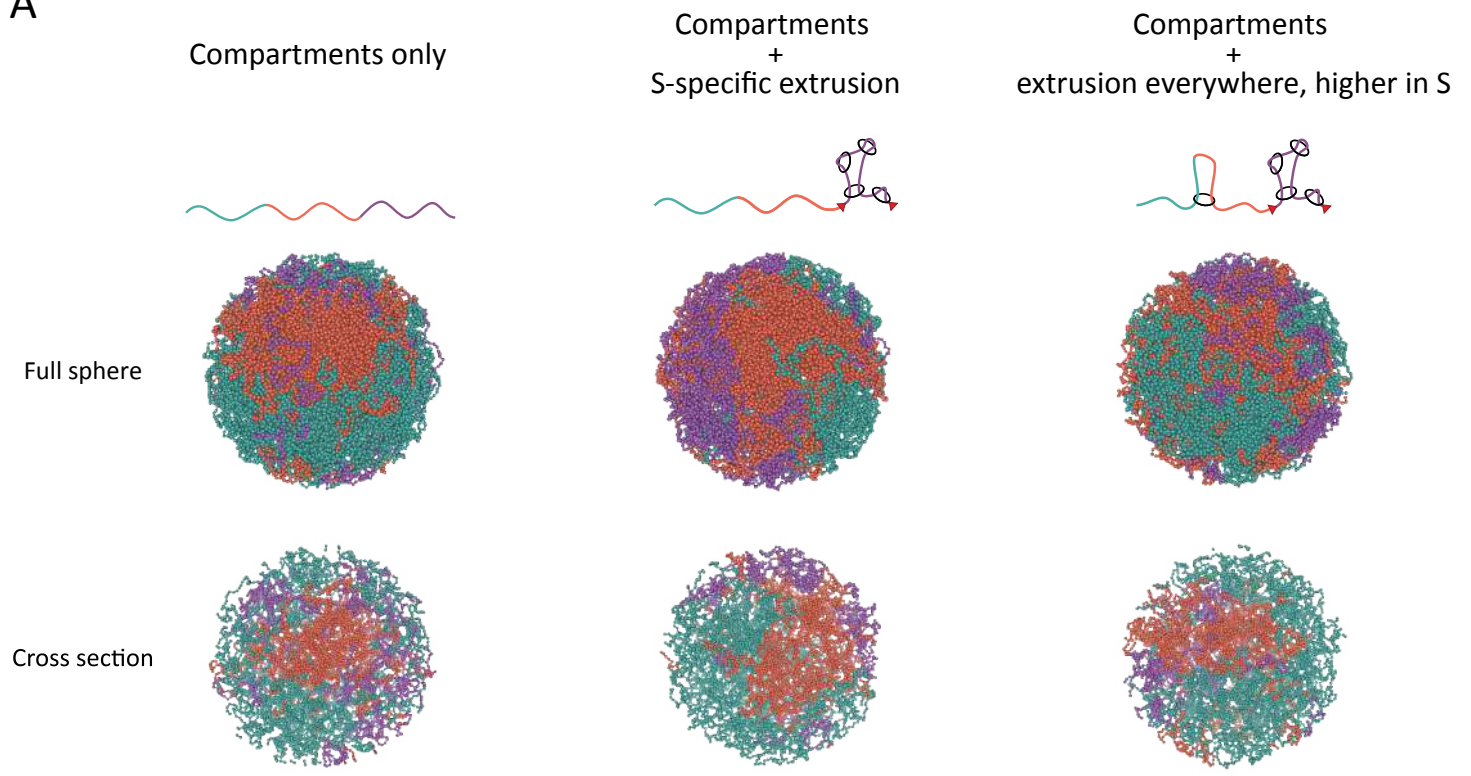 A
Compartments only
Compartments
+
S-specific extrusion
Compartments
+
extrusion everywhere, higher in S
Full sphere
Cross section